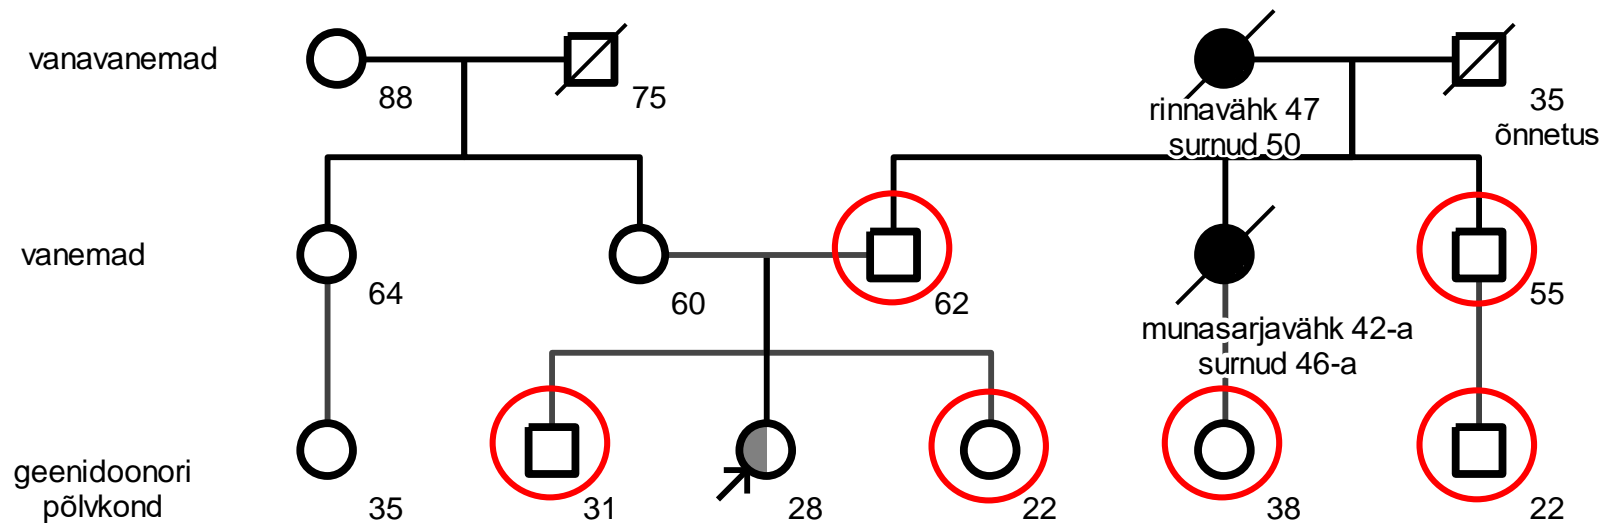 vanavanemad
88
75
rinnavähk 47
surnud 50
35
õnnetus
vanemad
64
60
62
55
munasarjavähk 42-a
surnud 46-a
geenidoonori
põlvkond
35
31
28
22
38
22